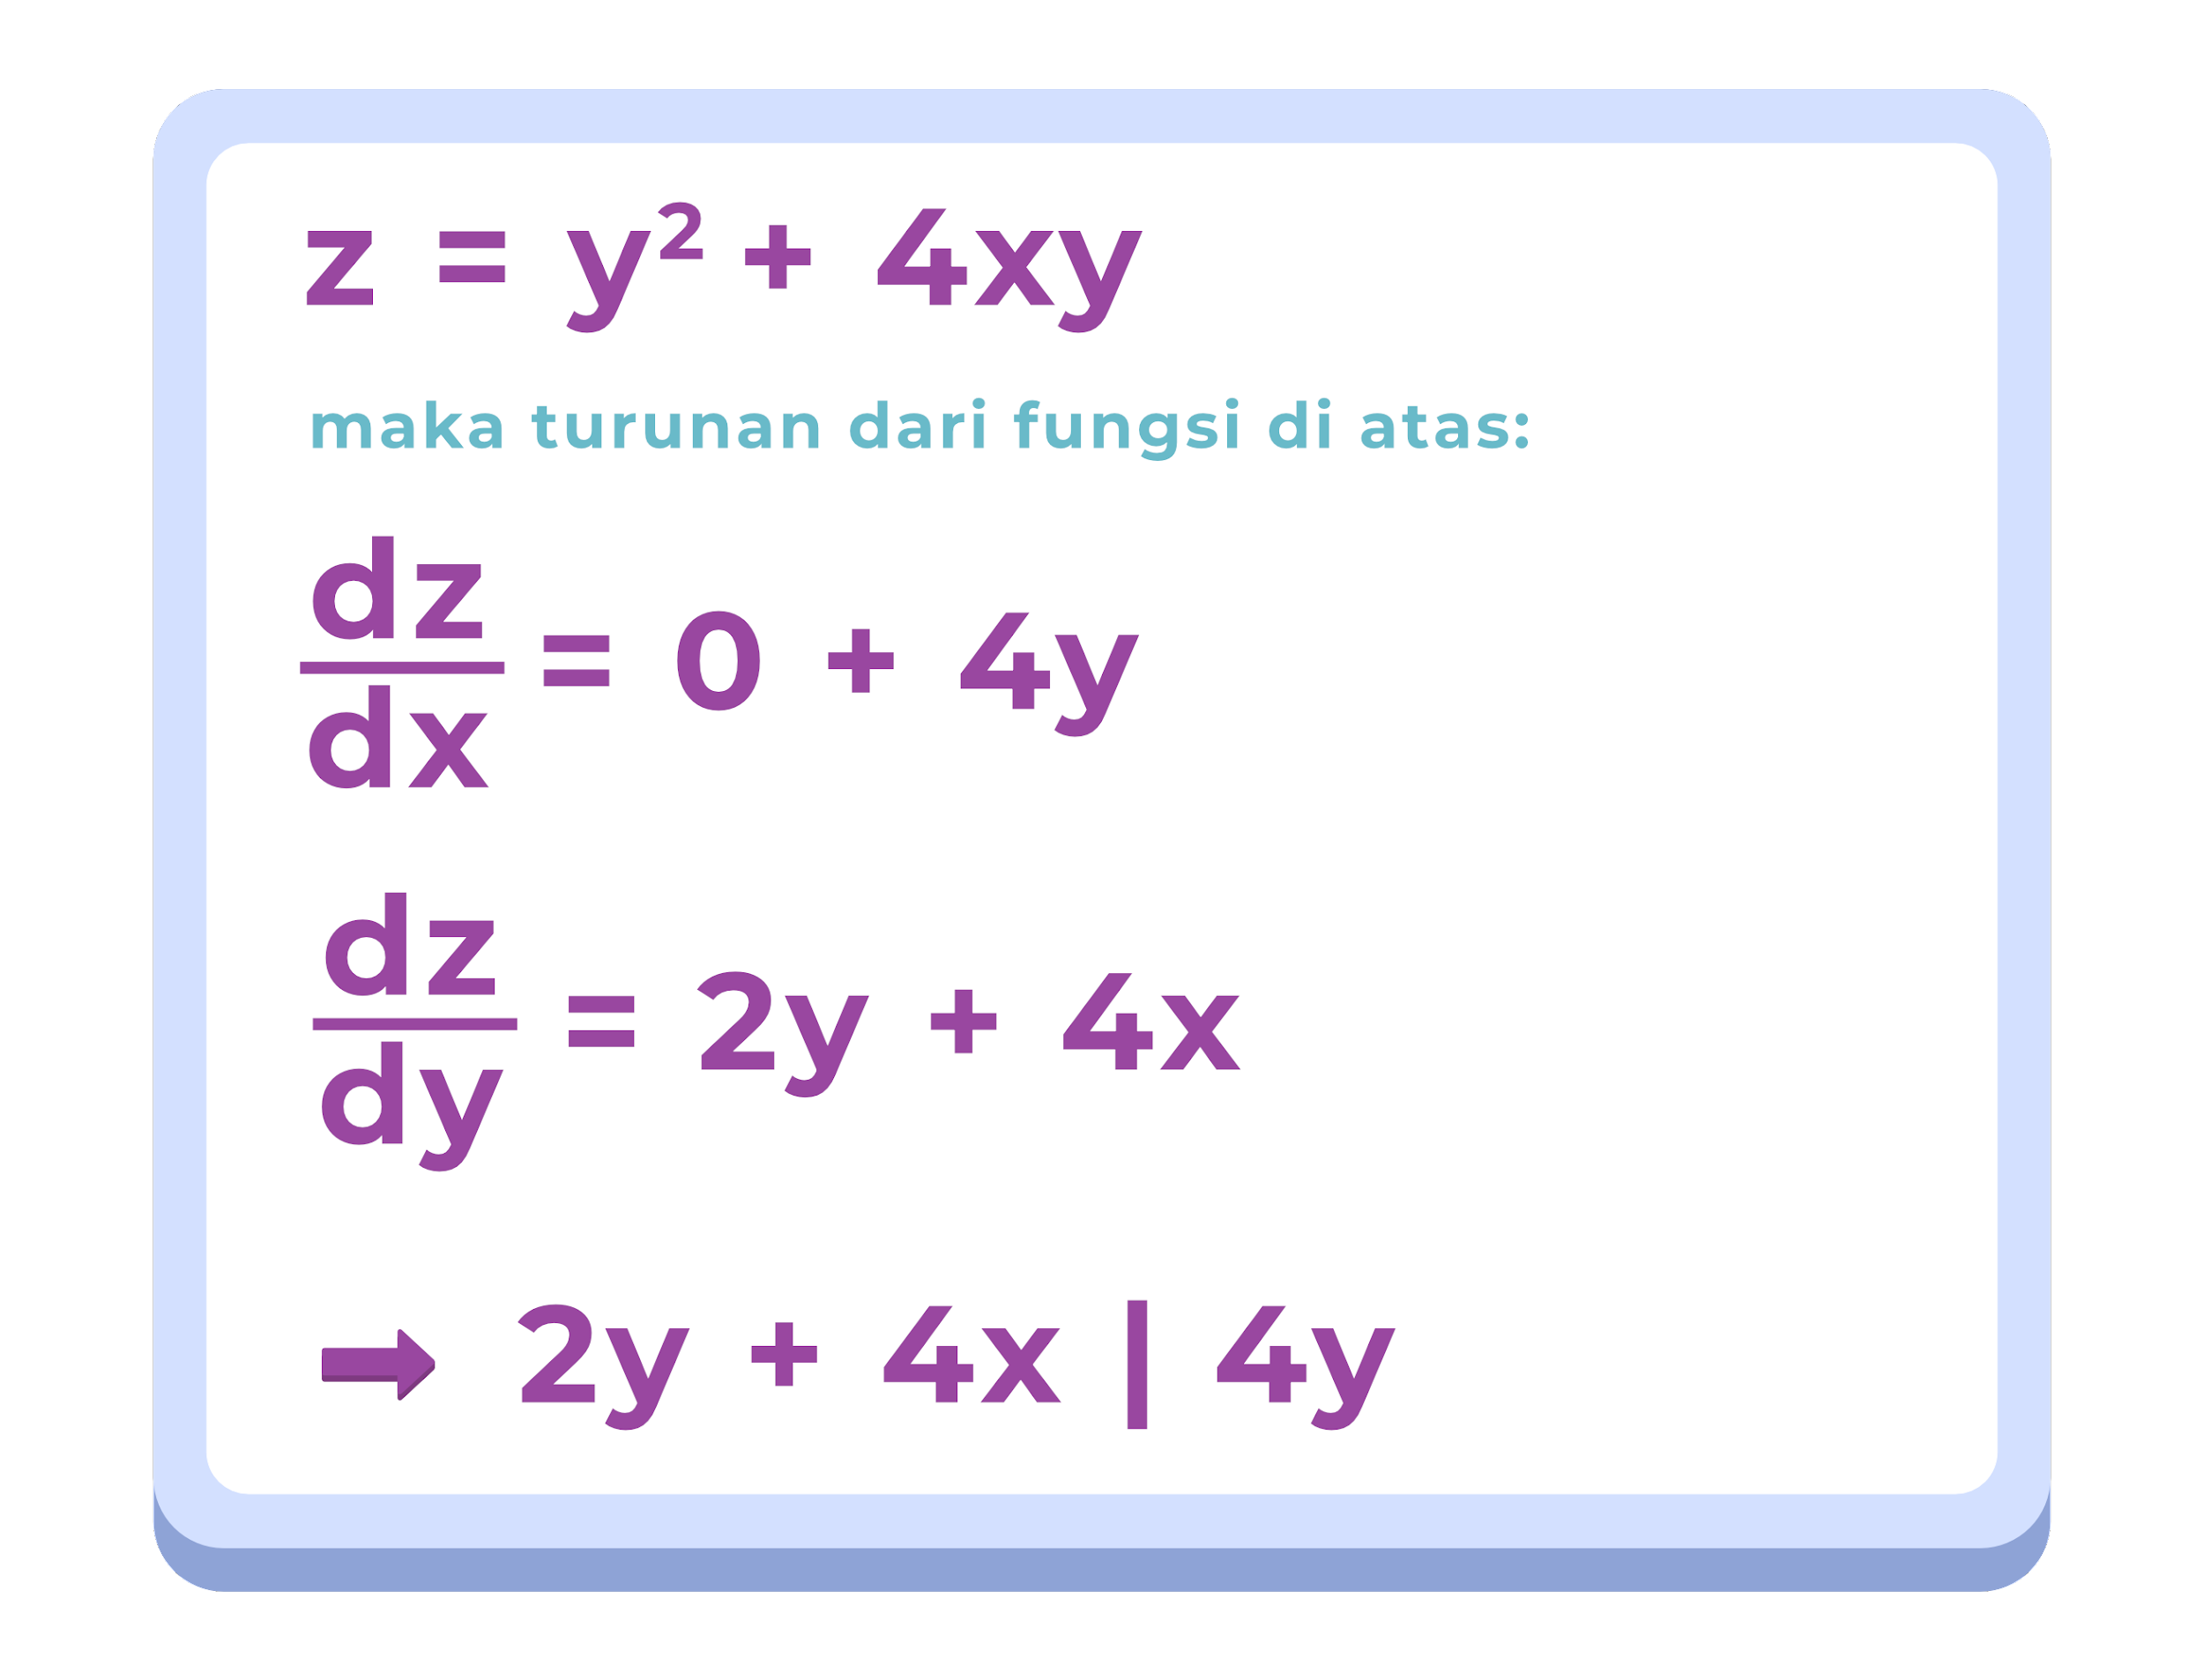 z = y² + 4xy
maka turunan dari fungsi di atas:
dz
dx
= 0 + 4y
dz
dy
= 2y + 4x
➡ 2y + 4x | 4y